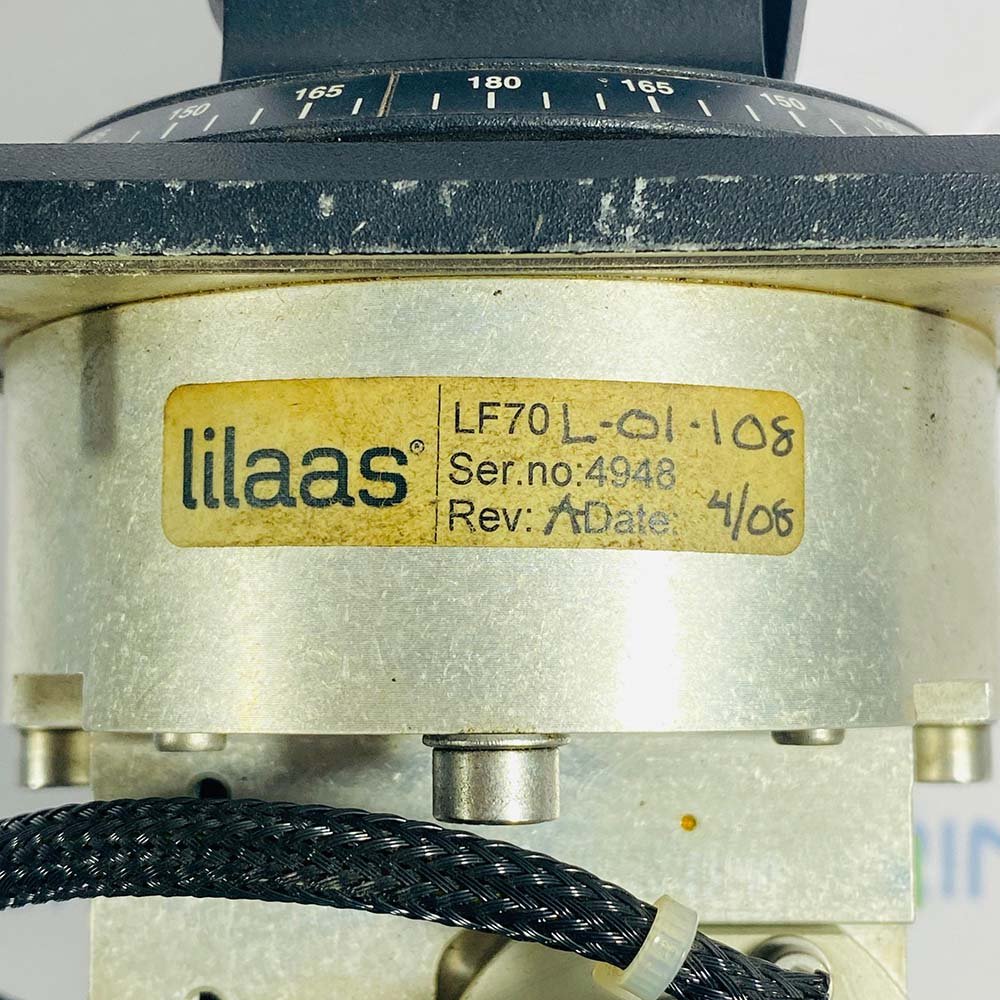 150 165 180 165 150
lilaas®
LF70 L-01-108
Ser.no:4948
Rev: A Date: 4/08